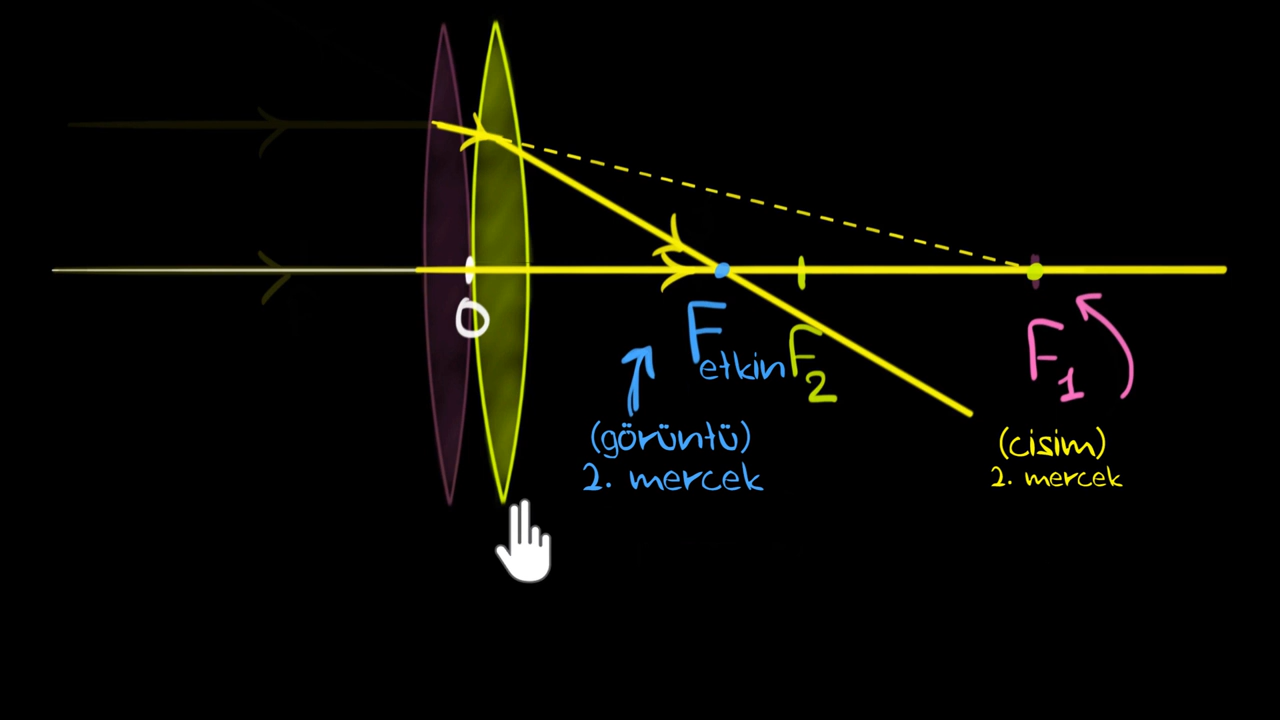 O
F etkin
F 2
F 1
(görüntü)
2. mercek
(cisim)
2. mercek